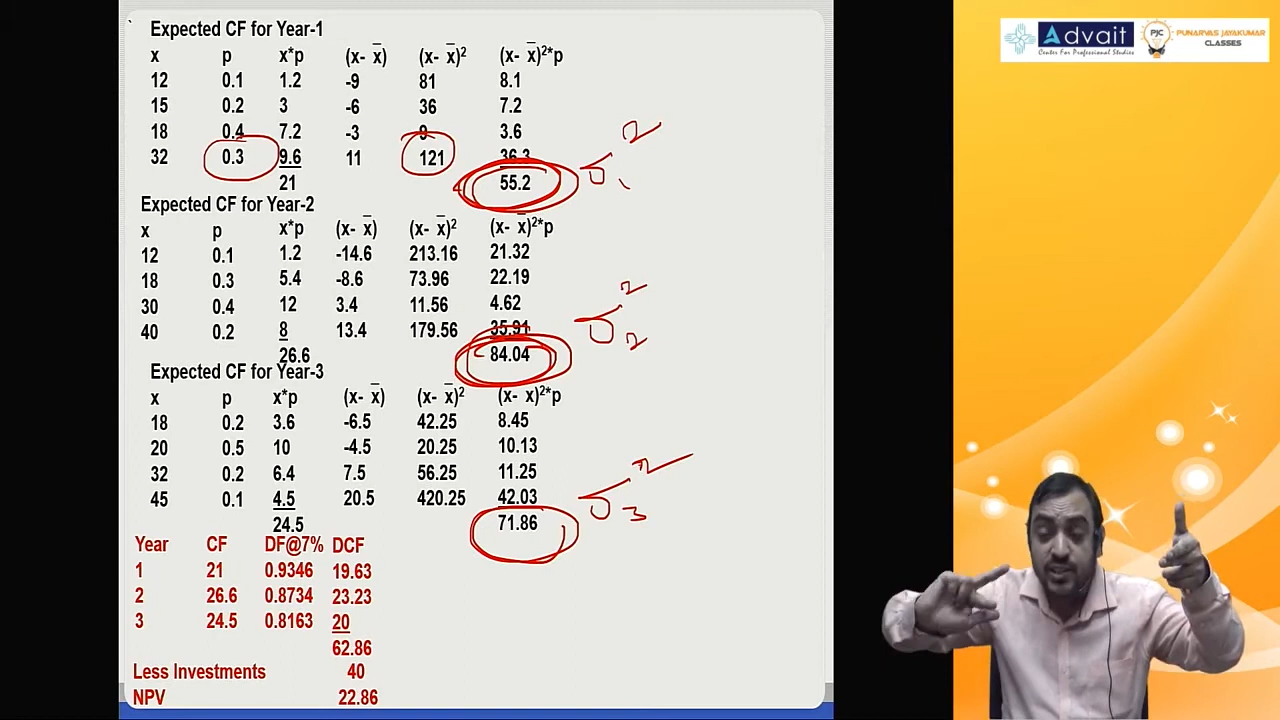 Advait
Center For Professional Studies
PJC
PUNARVAS JAYAKUMAR
CLASSES
Expected CF for Year-1
x p x*p (x- x̅) (x- x̅)² (x- x̅)²*p
12 0.1 1.2 -9 81 8.1
15 0.2 3 -6 36 7.2
18 0.4 7.2 -3 9 3.6
32 0.3 9.6 11 121 36.3
21 55.2
σ₁²
Expected CF for Year-2
x p x*p (x- x̅) (x- x̅)² (x- x̅)²*p
12 0.1 1.2 -14.6 213.16 21.32
18 0.3 5.4 -8.6 73.96 22.19
30 0.4 12 3.4 11.56 4.62
40 0.2 8 13.4 179.56 35.91
26.6 84.04
σ₂²
Expected CF for Year-3
x p x*p (x- x̅) (x- x̅)² (x- x̅)²*p
18 0.2 3.6 -6.5 42.25 8.45
20 0.5 10 -4.5 20.25 10.13
32 0.2 6.4 7.5 56.25 11.25
45 0.1 4.5 20.5 420.25 42.03
24.5 71.86
σ₃²
Year CF DF@7% DCF
1 21 0.9346 19.63
2 26.6 0.8734 23.23
3 24.5 0.8163 20
62.86
Less Investments 40
NPV 22.86